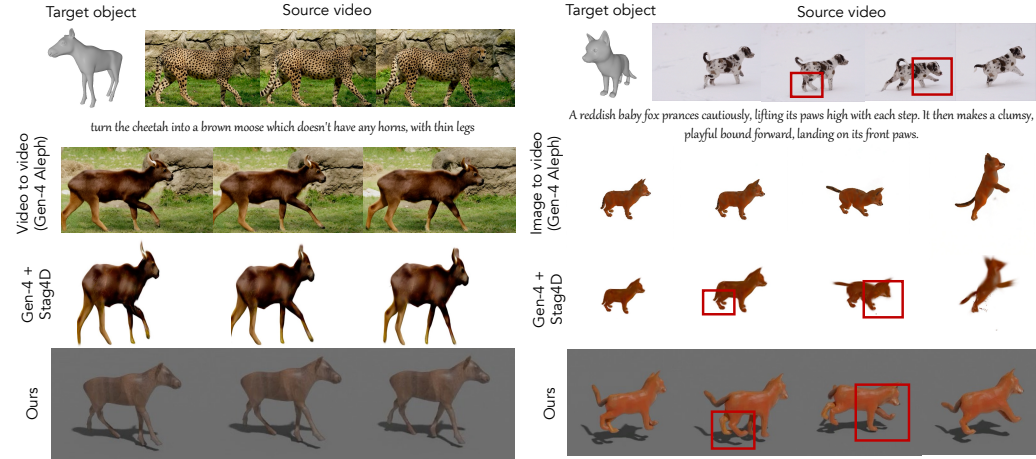 Target object
Source video
turn the cheetah into a brown moose which doesn't have any horns, with thin legs
Video to video
(Gen-4 Aleph)
Gen-4 +
Stag4D
Ours
Target object
Source video
A reddish baby fox prances cautiously, lifting its paws high with each step. It then makes a clumsy,
playful bound forward, landing on its front paws.
Image to video
(Gen-4 Aleph)
Gen-4 +
Stag4D
Ours